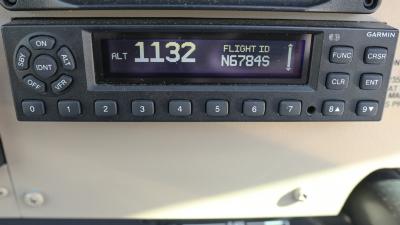 GARMIN
ON
SBY
ALT
IDNT
OFF
VFR
ALT 1132
FLIGHT ID
N6784S
FUNC
CRSR
CLR
ENT
0 1 2 3 4 5 6 7 8▲ 9▼